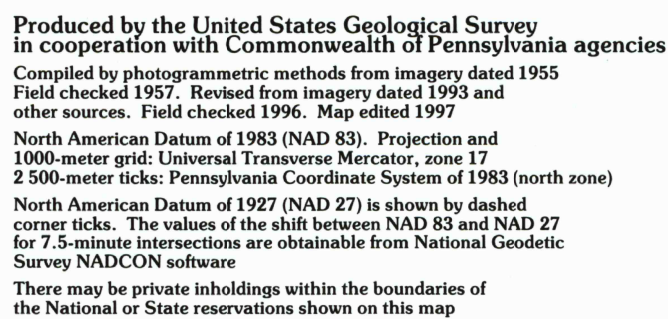 Produced by the United States Geological Survey
in cooperation with Commonwealth of Pennsylvania agencies
Compiled by photogrammetric methods from imagery dated 1955
Field checked 1957.  Revised from imagery dated 1993 and
other sources.  Field checked 1996.  Map edited 1997
North American Datum of 1983 (NAD 83).  Projection and
1000-meter grid: Universal Transverse Mercator, zone 17
2 500-meter ticks: Pennsylvania Coordinate System of 1983 (north zone)
North American Datum of 1927 (NAD 27) is shown by dashed
corner ticks.  The values of the shift between NAD 83 and NAD 27
for 7.5-minute intersections are obtainable from National Geodetic
Survey NADCON software
There may be private inholdings within the boundaries of
the National or State reservations shown on this map